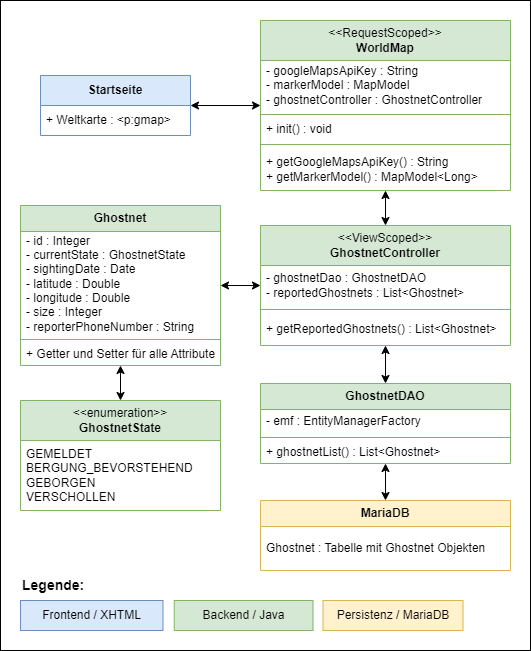 <<RequestScoped>>
WorldMap
- googleMapsApiKey : String
- markerModel : MapModel
- ghostnetController : GhostnetController
+ init() : void
+ getGoogleMapsApiKey() : String
+ getMarkerModel() : MapModel<Long>
Startseite
+ Weltkarte : <p:gmap>
Ghostnet
- id : Integer
- currentState : GhostnetState
- sightingDate : Date
- latitude : Double
- longitude : Double
- size : Integer
- reporterPhoneNumber : String
+ Getter und Setter für alle Attribute
<<ViewScoped>>
GhostnetController
- ghostnetDao : GhostnetDAO
- reportedGhostnets : List<Ghostnet>
+ getReportedGhostnets() : List<Ghostnet>
<<enumeration>>
GhostnetState
GEMELDET
BERGUNG_BEVORSTEHEND
GEBORGEN
VERSCHOLLEN
GhostnetDAO
- emf : EntityManagerFactory
+ ghostnetList() : List<Ghostnet>
MariaDB
Ghostnet : Tabelle mit Ghostnet Objekten
Legende:
Frontend / XHTML
Backend / Java
Persistenz / MariaDB